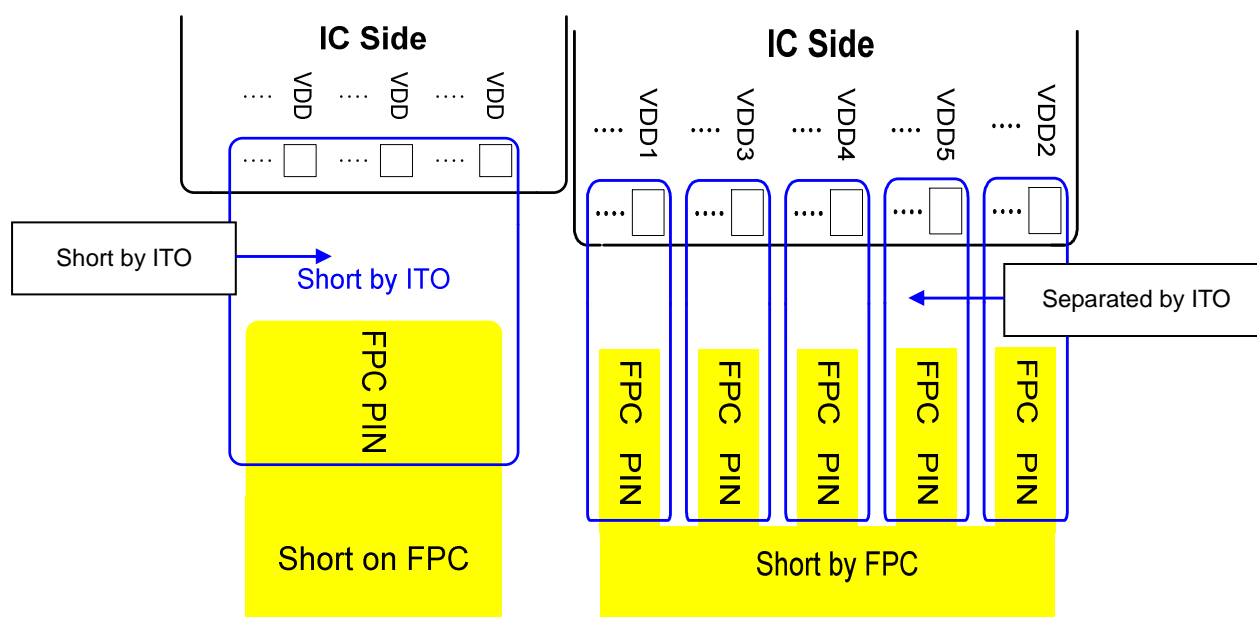 IC Side
.... VDD .... VDD .... VDD
.... .... ....
Short by ITO
Short by ITO
FPC PIN
Short on FPC
IC Side
.... VDD1 .... VDD3 .... VDD4 .... VDD5 .... VDD2
.... .... .... .... ....
Separated by ITO
FPC PIN FPC PIN FPC PIN FPC PIN FPC PIN
Short by FPC